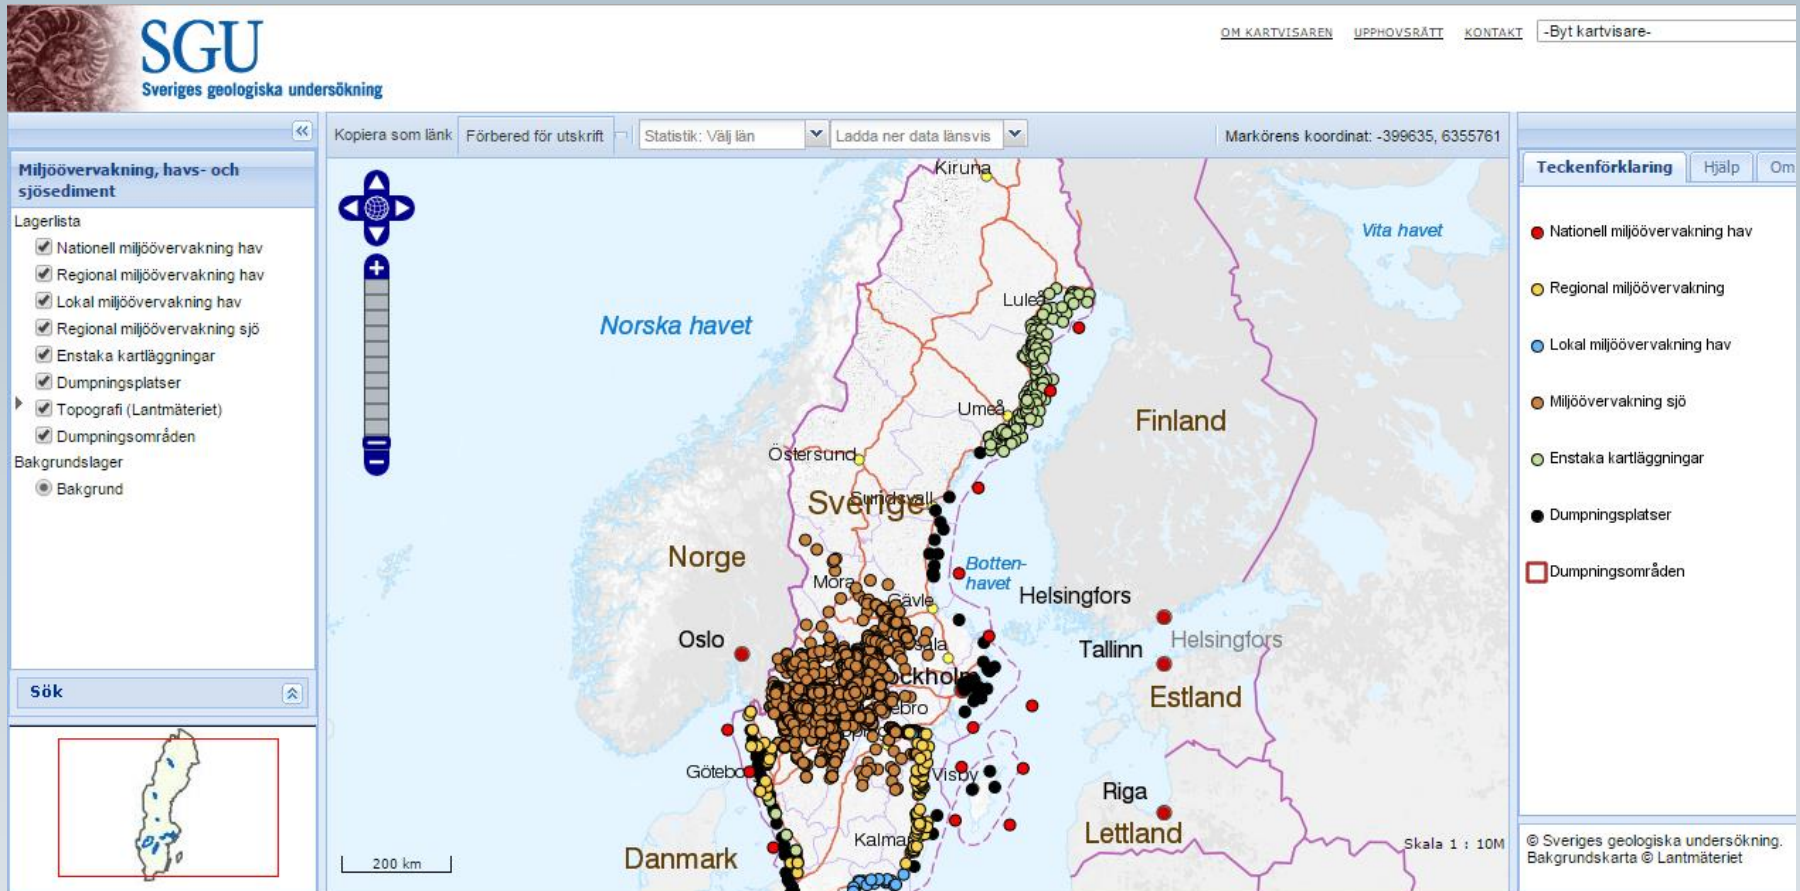 SGU
Sveriges geologiska undersökning
OM KARTVISAREN UPPHOVSRÄTT KONTAKT -Byt kartvisare-
Kopiera som länk Förbered för utskrift Statistik: Välj län Ladda ner data länsvis Markörens koordinat: -399635, 6355761
Miljöövervakning, havs- och
sjösediment
Lagerlista
Nationell miljöövervakning hav
Regional miljöövervakning hav
Lokal miljöövervakning hav
Regional miljöövervakning sjö
Enstaka kartläggningar
Dumpningsplatser
Topografi (Lantmäteriet)
Dumpningsområden
Bakgrundslager
Bakgrund
Sök
Kiruna
Vita havet
Luleå
Norska havet
Umeå
Finland
Östersund
Sundsvall
Sverige
Norge
Botten-
havet
Mora
Gävle
Helsingfors
Oslo
Helsingfors
Tallinn
Estland
Götebo
Visby
Riga
Lettland
Kalmar
Danmark
200 km
Skala 1 : 10M
Teckenförklaring Hjälp Om
Nationell miljöövervakning hav
Regional miljöövervakning
Lokal miljöövervakning hav
Miljöövervakning sjö
Enstaka kartläggningar
Dumpningsplatser
Dumpningsområden
© Sveriges geologiska undersökning.
Bakgrundskarta © Lantmäteriet